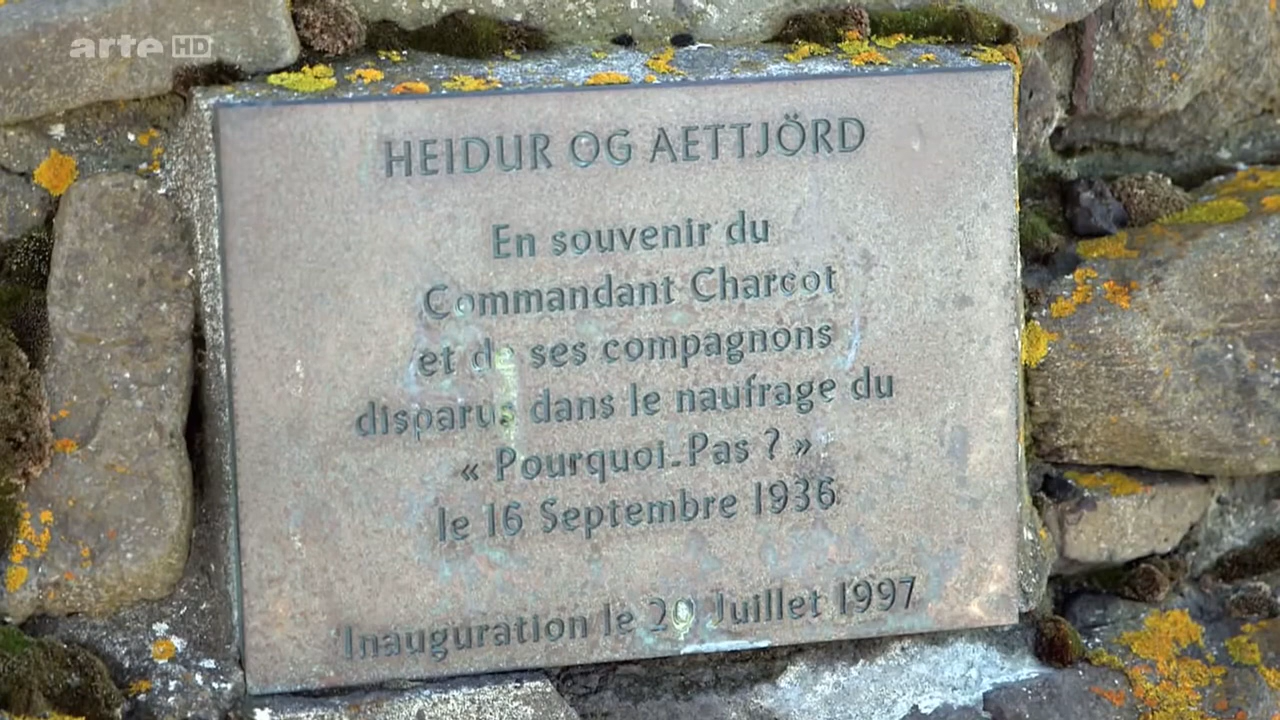 arte HD
HEIDUR OG AETTJÖRD
En souvenir du
Commandant Charcot
et de ses compagnons
disparus dans le naufrage du
« Pourquoi-Pas ? »
le 16 Septembre 1936
Inauguration le 20 Juillet 1997